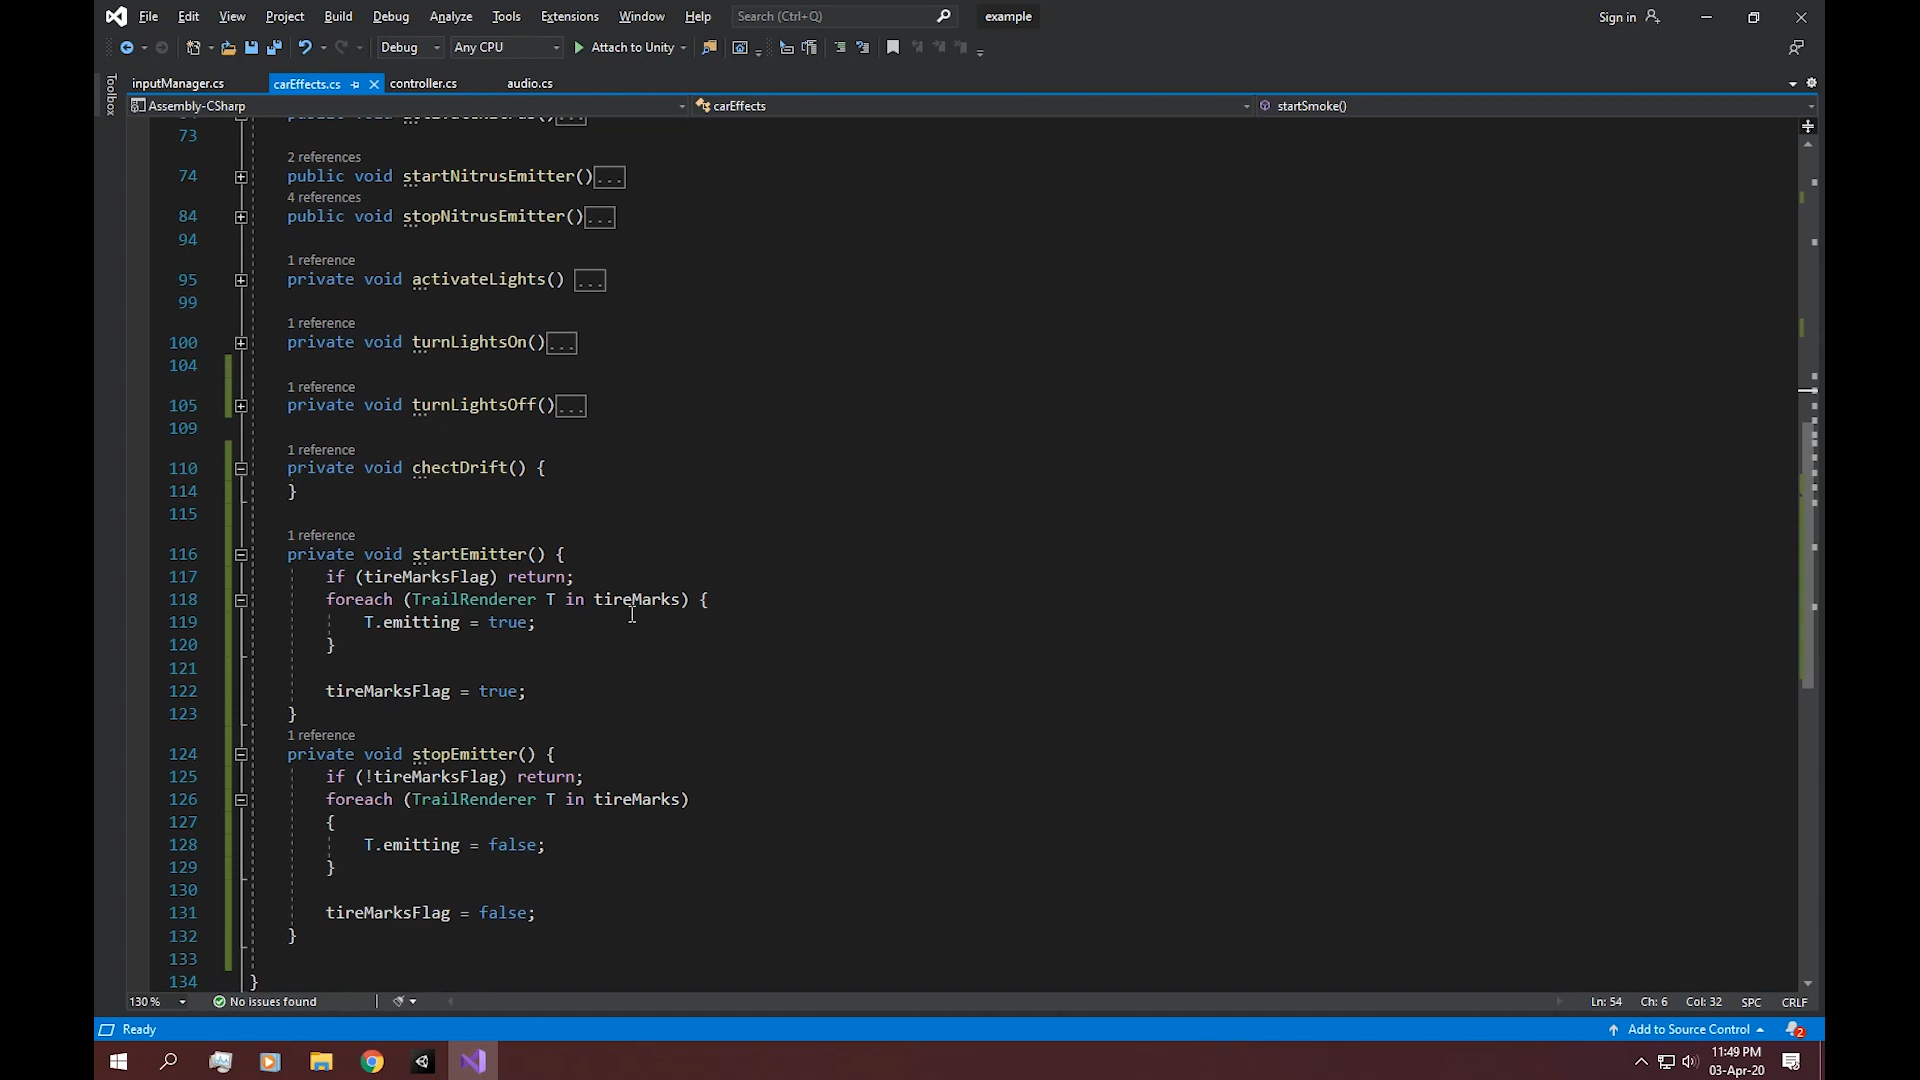 File Edit View Project Build Debug Analyze Tools Extensions Window Help Search (Ctrl+Q) example Sign in
Debug Any CPU Attach to Unity
inputManager.cs carEffects.cs controller.cs audio.cs
Toolbox
Assembly-CSharp carEffects startSmoke()
73
2 references
74 public void startNitrusEmitter()...
4 references
84 public void stopNitrusEmitter()...
94
1 reference
95 private void activateLights() ...
99
1 reference
100 private void turnLightsOn()...
104
1 reference
105 private void turnLightsOff()...
109
1 reference
110 private void chectDrift() {
114 }
115
1 reference
116 private void startEmitter() {
117 if (tireMarksFlag) return;
118 foreach (TrailRenderer T in tireMarks) {
119 T.emitting = true;
120 }
121
122 tireMarksFlag = true;
123 }
1 reference
124 private void stopEmitter() {
125 if (!tireMarksFlag) return;
126 foreach (TrailRenderer T in tireMarks)
127 {
128 T.emitting = false;
129 }
130
131 tireMarksFlag = false;
132 }
133
134 }
130 % No issues found Ln: 54 Ch: 6 Col: 32 SPC CRLF
Ready Add to Source Control 2
11:49 PM
03-Apr-20